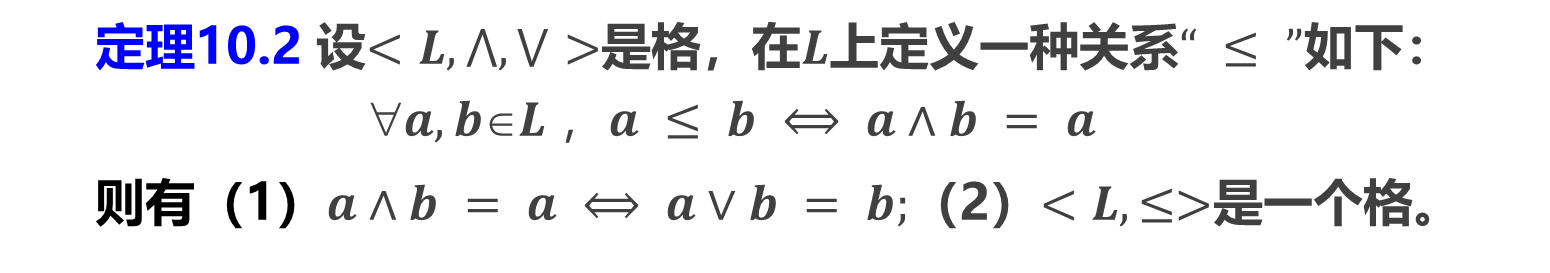 定理10.2 设< L,⋀,⋁ >是格，在L上定义一种关系“ ≤ ”如下：
∀a,b∈L , a ≤ b ⟺ a ∧ b = a
则有（1）a ∧ b = a ⟺ a ∨ b = b;（2）< L,≤>是一个格。